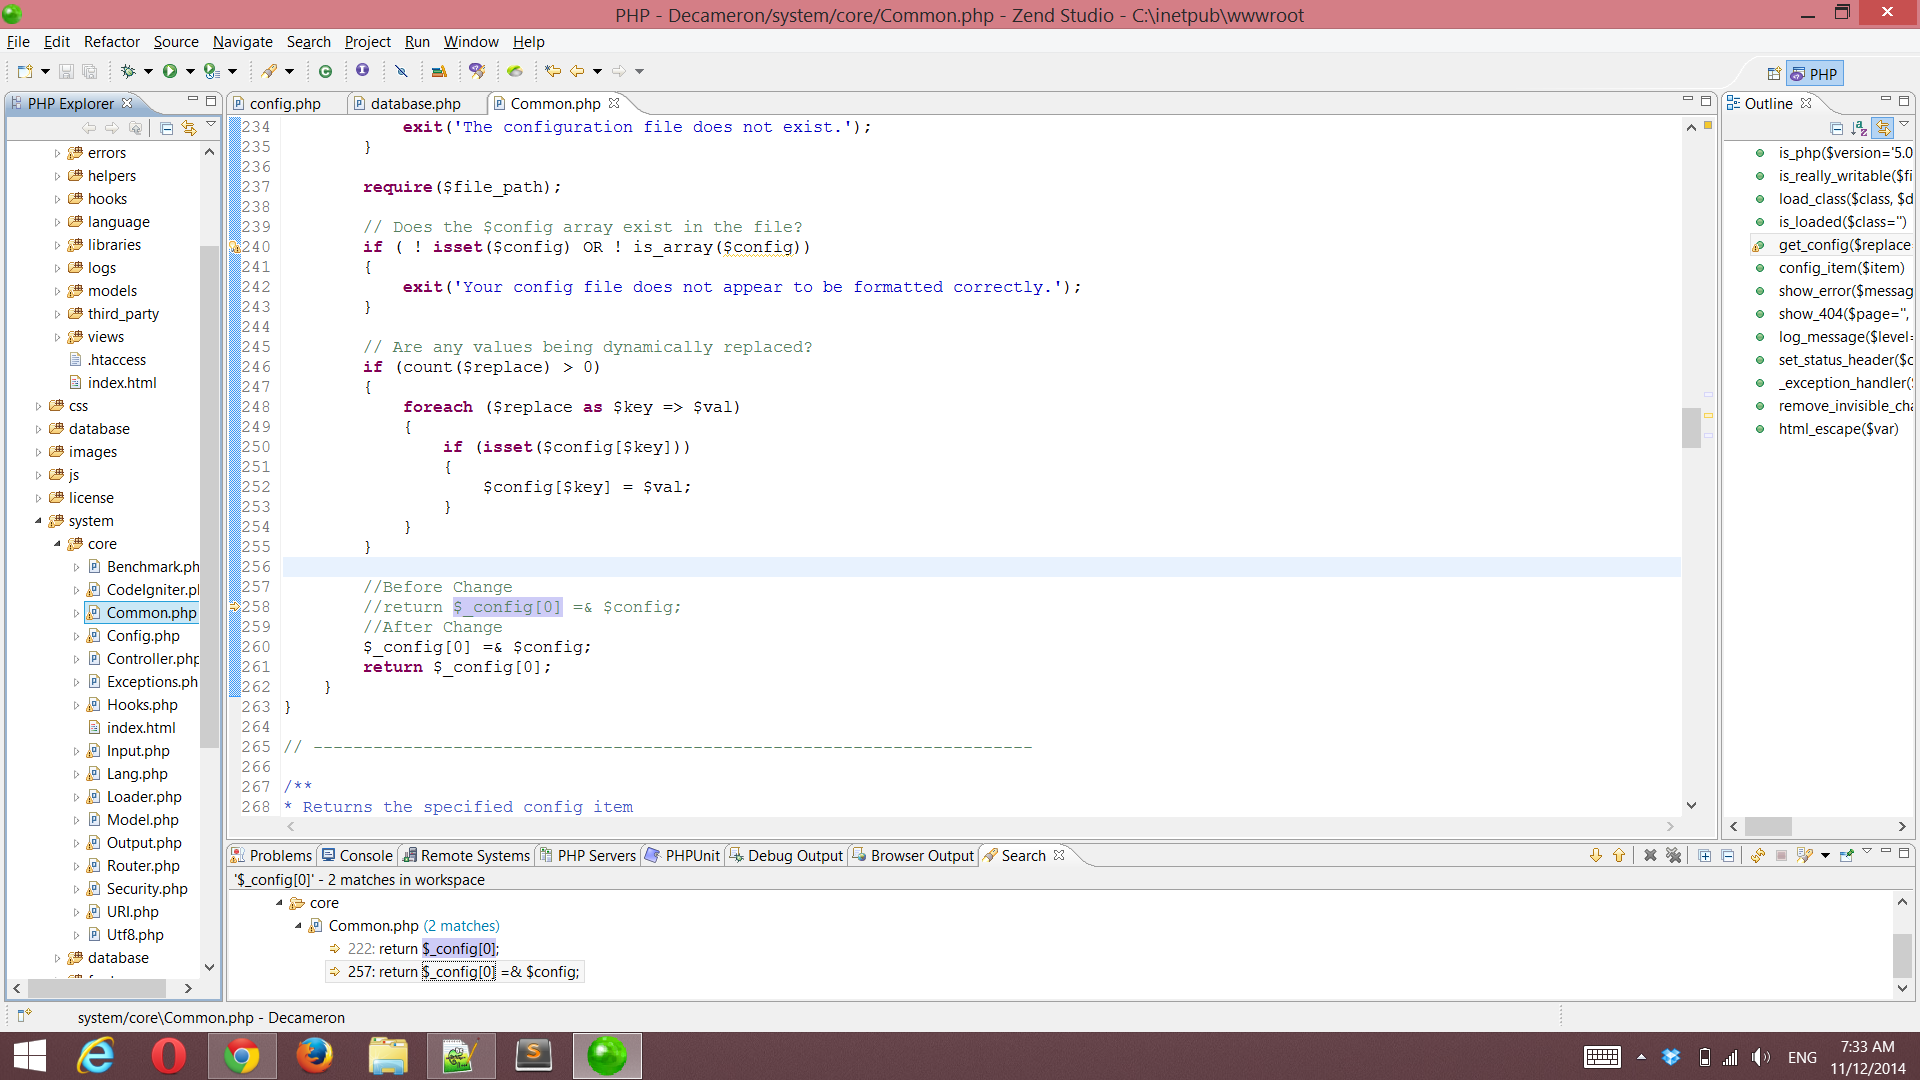 PHP - Decameron/system/core/Common.php - Zend Studio - C:\inetpub\wwwroot
File Edit Refactor Source Navigate Search Project Run Window Help
PHP
PHP Explorer
errors
helpers
hooks
language
libraries
logs
models
third_party
views
.htaccess
index.html
css
database
images
js
license
system
core
Benchmark.ph
CodeIgniter.pl
Common.php
Config.php
Controller.php
Exceptions.ph
Hooks.php
index.html
Input.php
Lang.php
Loader.php
Model.php
Output.php
Router.php
Security.php
URI.php
Utf8.php
database
config.php database.php Common.php
234 exit('The configuration file does not exist.');
235 }
236
237 require($file_path);
238
239 // Does the $config array exist in the file?
240 if ( ! isset($config) OR ! is_array($config))
241 {
242 exit('Your config file does not appear to be formatted correctly.');
243 }
244
245 // Are any values being dynamically replaced?
246 if (count($replace) > 0)
247 {
248 foreach ($replace as $key => $val)
249 {
250 if (isset($config[$key]))
251 {
252 $config[$key] = $val;
253 }
254 }
255 }
256
257 //Before Change
258 //return $_config[0] =& $config;
259 //After Change
260 $_config[0] =& $config;
261 return $_config[0];
262 }
263 }
264
265 // ------------------------------------------------------------------------
266
267 /**
268 * Returns the specified config item
Outline
is_php($version='5.0
is_really_writable($fi
load_class($class, $d
is_loaded($class='')
get_config($replace
config_item($item)
show_error($messag
show_404($page='',
log_message($level=
set_status_header($c
_exception_handler($
remove_invisible_cha
html_escape($var)
Problems Console Remote Systems PHP Servers PHPUnit Debug Output Browser Output Search
'$_config[0]' - 2 matches in workspace
core
Common.php (2 matches)
222: return $_config[0];
257: return $_config[0] =& $config;
system/core\Common.php - Decameron
ENG
7:33 AM
11/12/2014